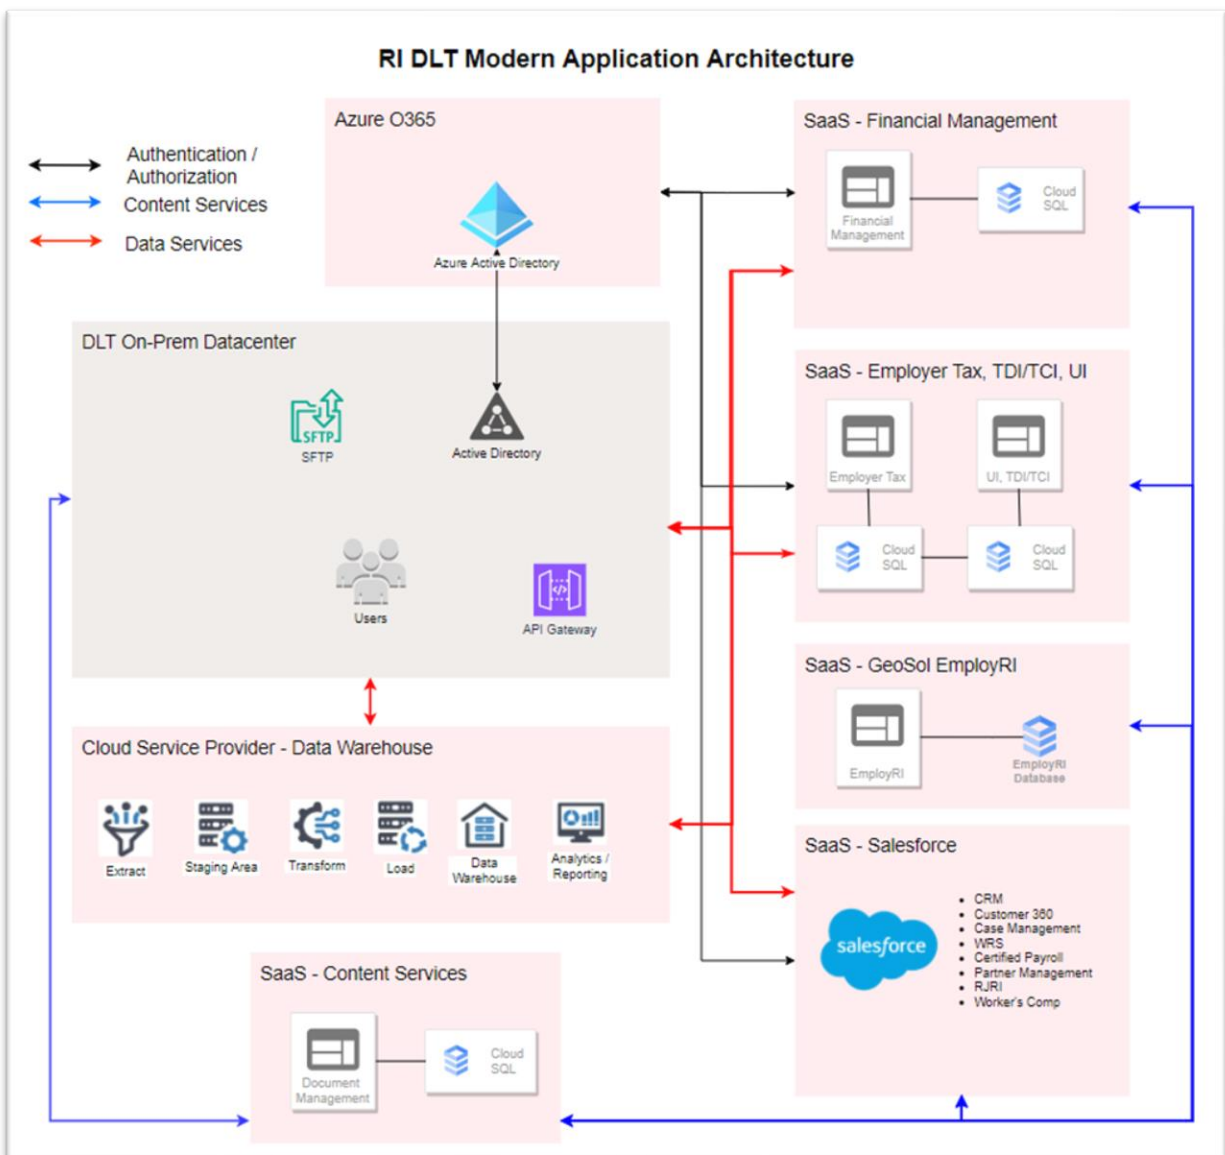 RI DLT Modern Application Architecture
Authentication /
Authorization
Content Services
Data Services
Azure O365
Azure Active Directory
DLT On-Prem Datacenter
SFTP
SFTP
Active Directory
Users
API Gateway
Cloud Service Provider - Data Warehouse
Extract
Staging Area
Transform
Load
Data
Warehouse
Analytics /
Reporting
SaaS - Content Services
Document
Management
Cloud
SQL
SaaS - Financial Management
Financial
Management
Cloud
SQL
SaaS - Employer Tax, TDI/TCI, UI
Employer Tax
UI, TDI/TCI
Cloud
SQL
Cloud
SQL
SaaS - GeoSol EmployRI
EmployRI
EmployRI
Database
SaaS - Salesforce
salesforce
• CRM
• Customer 360
• Case Management
• WRS
• Certified Payroll
• Partner Management
• RJRI
• Worker's Comp